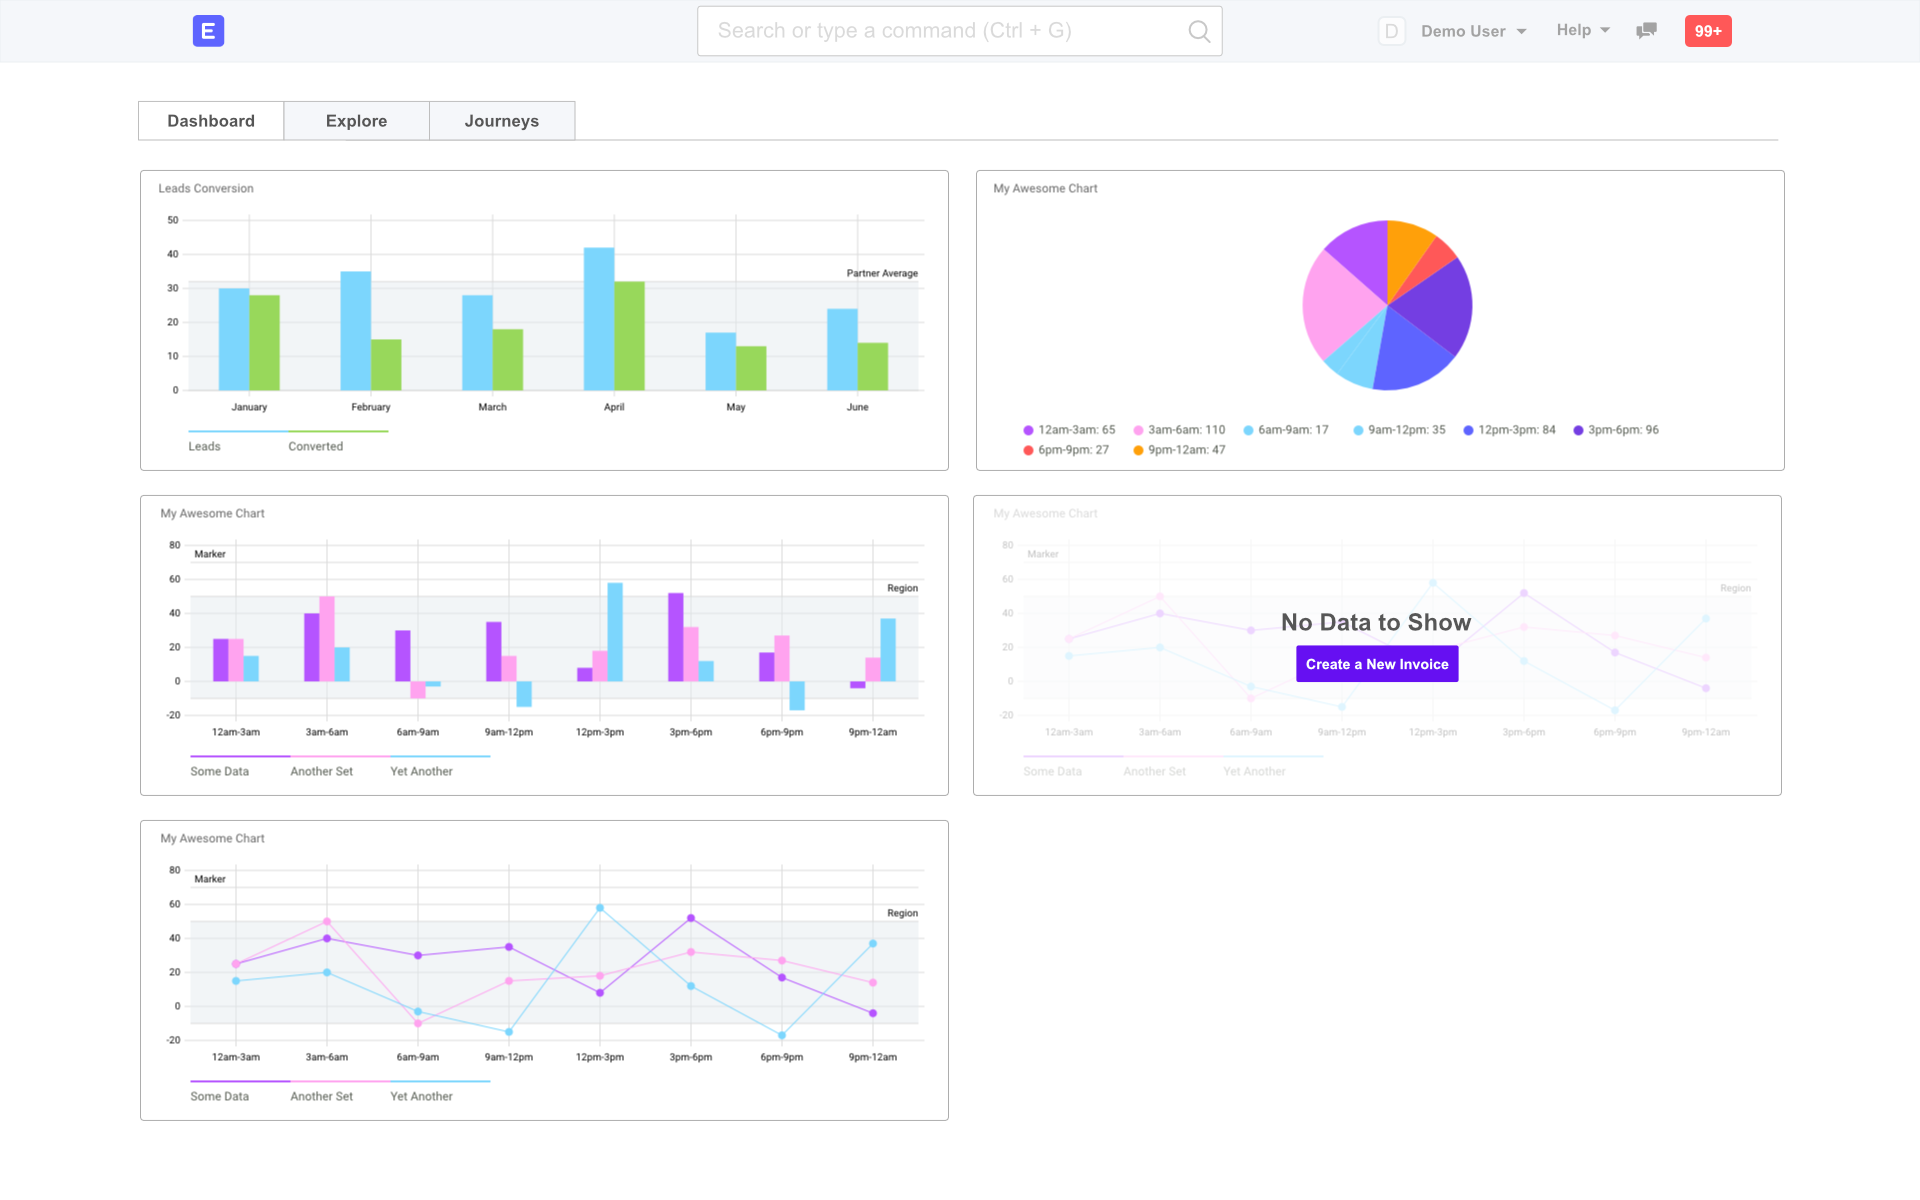 E
Search or type a command (Ctrl + G)
D Demo User Help 99+
Dashboard Explore Journeys
Leads Conversion
50
40
30
20
10
0
Partner Average
January February March April May June
Leads Converted
My Awesome Chart
12am-3am: 65 3am-6am: 110 6am-9am: 17 9am-12pm: 35 12pm-3pm: 84 3pm-6pm: 96
6pm-9pm: 27 9pm-12am: 47
My Awesome Chart
80
60
40
20
0
-20
Marker
Region
12am-3am 3am-6am 6am-9am 9am-12pm 12pm-3pm 3pm-6pm 6pm-9pm 9pm-12am
Some Data Another Set Yet Another
My Awesome Chart
80
60
40
20
0
-20
Marker
Region
No Data to Show
Create a New Invoice
12am-3am 3am-6am 6am-9am 9am-12pm 12pm-3pm 3pm-6pm 6pm-9pm 9pm-12am
Some Data Another Set Yet Another
My Awesome Chart
80
60
40
20
0
-20
Marker
Region
12am-3am 3am-6am 6am-9am 9am-12pm 12pm-3pm 3pm-6pm 6pm-9pm 9pm-12am
Some Data Another Set Yet Another